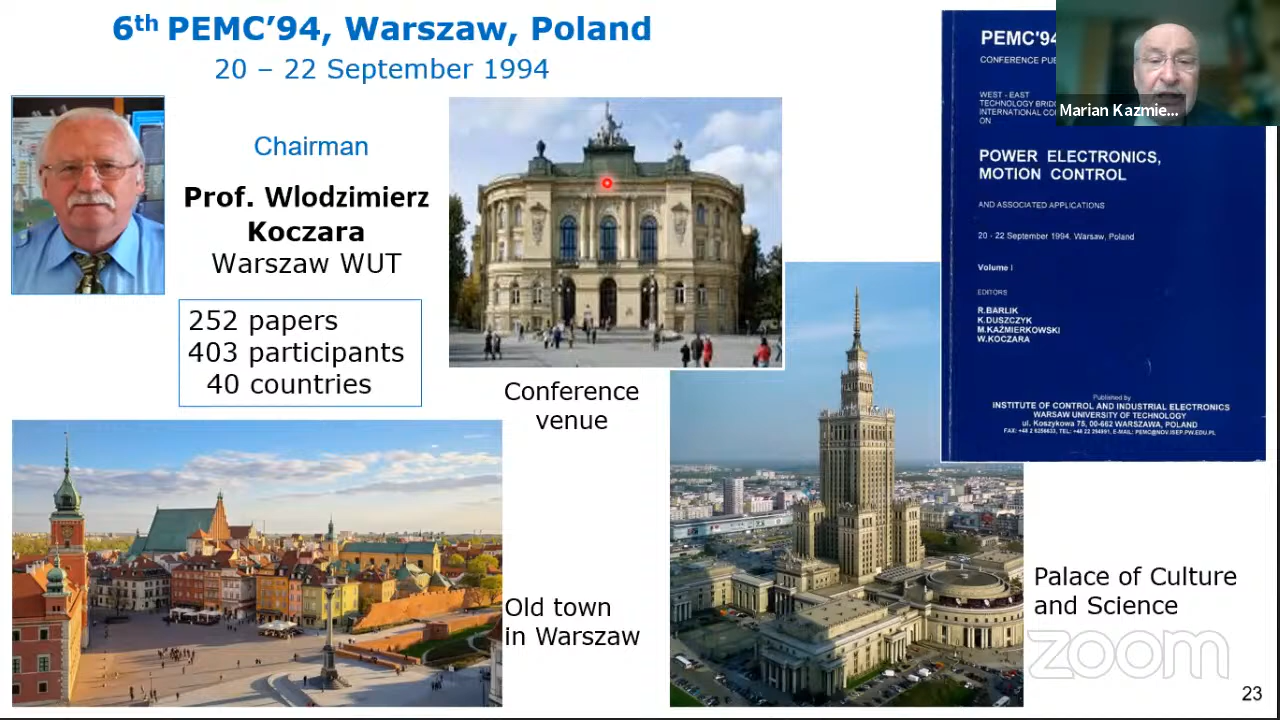 6th PEMC’94, Warszaw, Poland
20 – 22 September 1994
Chairman
Prof. Wlodzimierz
Koczara
Warszaw WUT
252 papers
403 participants
40 countries
Conference
venue
Old town
in Warszaw
Palace of Culture
and Science
PEMC'94
CONFERENCE
WEST - EAST
TECHNOLOGY
INTERNATIONAL
ON
POWER ELECTRONICS,
MOTION CONTROL
AND ASSOCIATED APPLICATIONS
20 - 22 September 1994, Warsaw, Poland
Volume I
EDITORS
R.BARLIK
K.DUSZCZYK
M.KAŹMIERKOWSKI
W.KOCZARA
Published by
INSTITUTE OF CONTROL AND INDUSTRIAL ELECTRONICS
WARSAW UNIVERSITY OF TECHNOLOGY
ul. Koszykowa 75, 00-662 WARSZAWA, POLAND
Marian Kazmie...
zoom
23